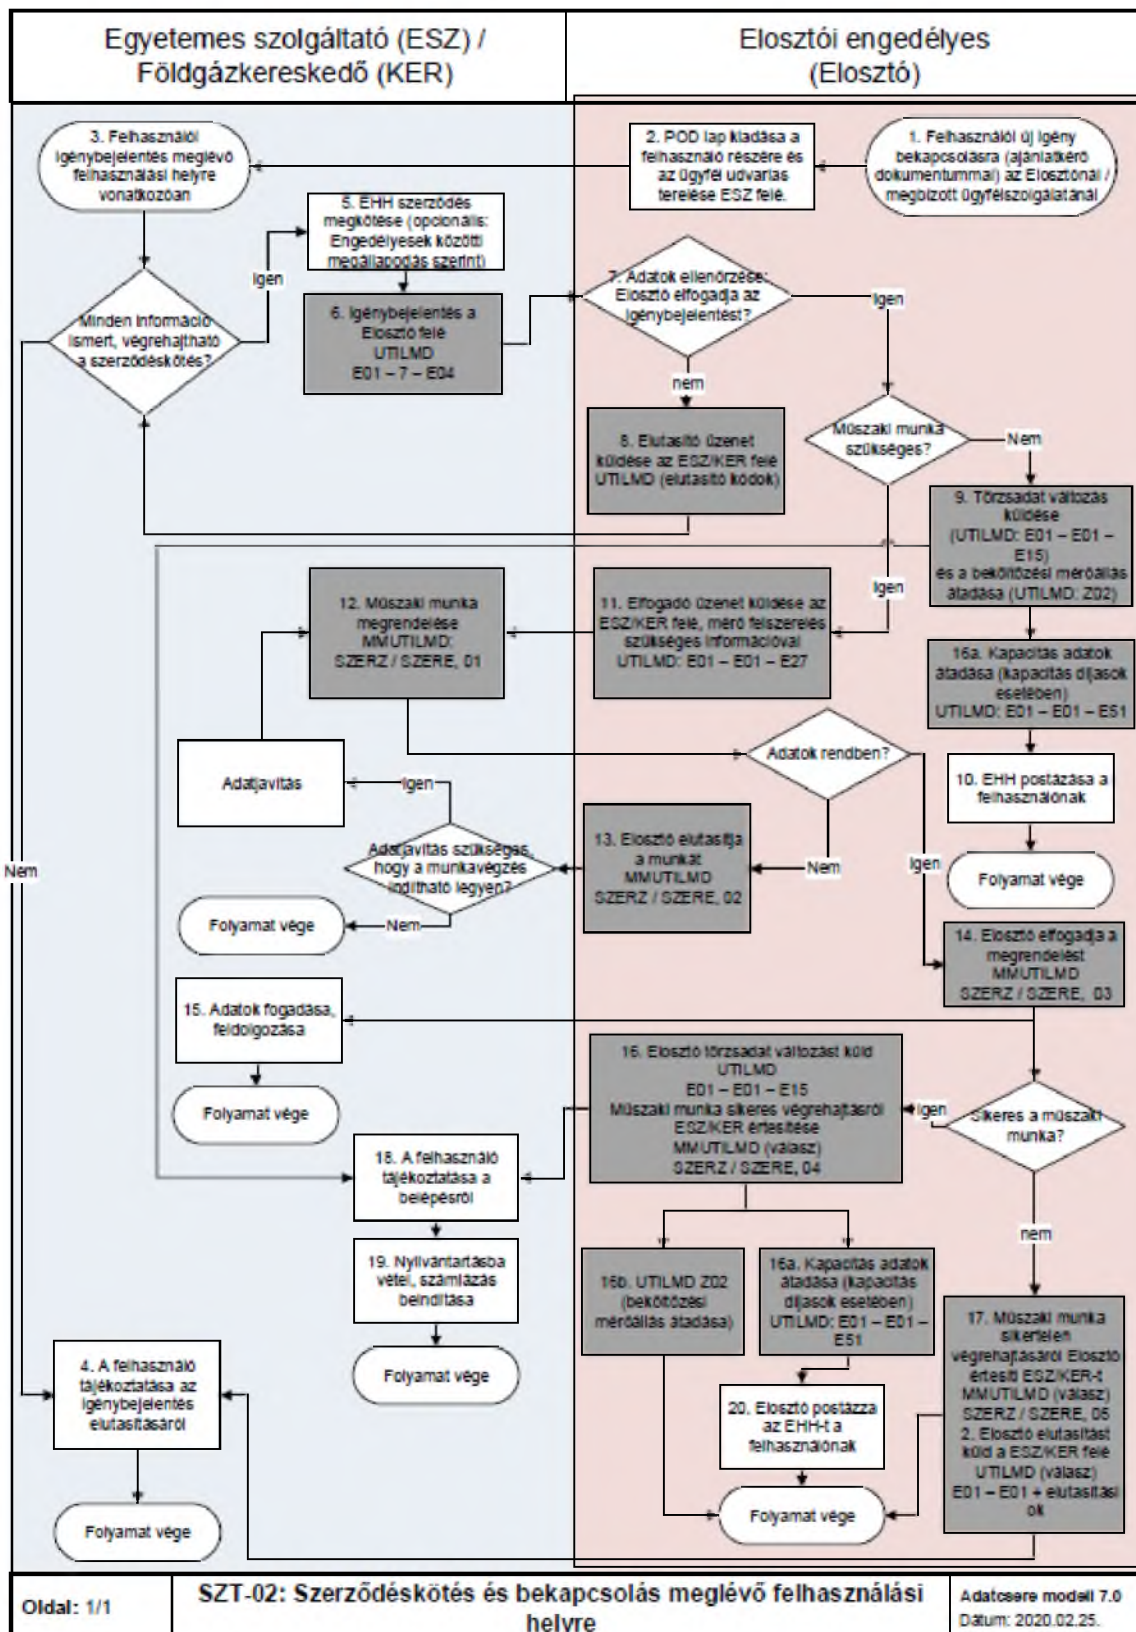 Egyetemes szolgáltató (ESZ) /
Földgázkereskedő (KER)
Elosztói engedélyes
(Elosztó)
3. Felhasználói
igénybejelentés meglévő
felhasználási helyre
vonatkozóan
2. POD lap kiadása a
felhasználó részére és
az ügyfél udvarias
terelése ESZ felé.
1. Felhasználói új igény
bekapcsolásra (ajánlatkérő
dokumentummal) az Elosztónál /
megbízott ügyfélszolgálatánál
5. EHH szerződés
megkötése (opcionális:
Engedélyesek közötti
megállapodás szerint)
Igen
7. Adatok ellenőrzése:
Elosztó elfogadja az
igénybejelentést?
Igen
Minden információ
ismert, végrehajtható
a szerződéskötés?
6. Igénybejelentés a
Elosztó felé
UTILMD
E01 – 7 – E04
nem
8. Elutasító üzenet
küldése az ESZ/KER felé
UTILMD (elutasító kódok)
Műszaki munka
szükséges?
Nem
9. Törzsadat változás
küldése
(UTILMD: E01 – E01 –
E15)
és a beköltözési mérőállás
átadása (UTILMD: Z02)
Igen
12. Műszaki munka
megrendelése
MMUTILMD:
SZERZ / SZERE, 01
11. Elfogadó üzenet küldése az
ESZ/KER felé, mérő felszerelés
szükséges információval
UTILMD: E01 – E01 – E27
16a. Kapacitás adatok
átadása (kapacitás díjasok
esetében)
UTILMD: E01 – E01 – E51
Adatjavítás
Igen
Adatok rendben?
10. EHH postázása a
felhasználónak
Nem
Adatjavítás szükséges,
hogy a munkavégzés
indítható legyen?
13. Elosztó elutasítja
a munkát
MMUTILMD
SZERZ / SZERE, 02
Nem
Igen
Folyamat vége
Folyamat vége
Nem
14. Elosztó elfogadja a
megrendelést
MMUTILMD
SZERZ / SZERE, 03
15. Adatok fogadása,
feldolgozása
16. Elosztó törzsadat változást küld
UTILMD
E01 – E01 – E15
Műszaki munka sikeres végrehajtásról
ESZ/KER értesítése
MMUTILMD (válasz)
SZERZ / SZERE, 04
Folyamat vége
Igen
Sikeres a műszaki
munka?
18. A felhasználó
tájékoztatása a
belépésről
nem
19. Nyilvántartásba
vétel, számlázás
beindítása
16b. UTILMD Z02
(beköltözési
mérőállás átadása)
16a. Kapacitás adatok
átadása (kapacitás
díjasok esetében)
UTILMD: E01 – E01 –
E51
17. Műszaki munka
sikertelen
végrehajtásáról Elosztó
értesíti ESZ/KER-t
MMUTILMD (válasz)
SZERZ / SZERE, 05
2. Elosztó elutasítást
küld a ESZ/KER felé
UTILMD (válasz)
E01 – E01 + elutasítási
ok
4. A felhasználó
tájékoztatása az
igénybejelentés
elutasításáról
Folyamat vége
20. Elosztó postázza
az EHH-t a
felhasználónak
Folyamat vége
Folyamat vége
Oldal: 1/1
SZT-02: Szerződéskötés és bekapcsolás meglévő felhasználási
helyre
Adatcsere modell 7.0
Dátum: 2020.02.25.